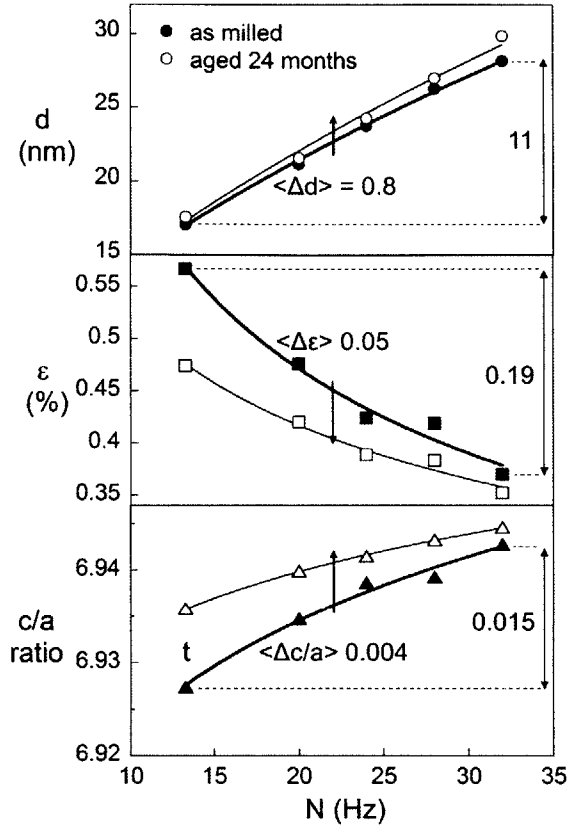 30
25
20
15
d
(nm)
as milled
aged 24 months
<Δd> = 0.8
11
0.55
0.5
0.45
0.4
0.35
ε
(%)
<Δε> 0.05
0.19
6.94
6.93
6.92
c/a
ratio
t
<Δc/a> 0.004
0.015
10 15 20 25 30 35
N (Hz)